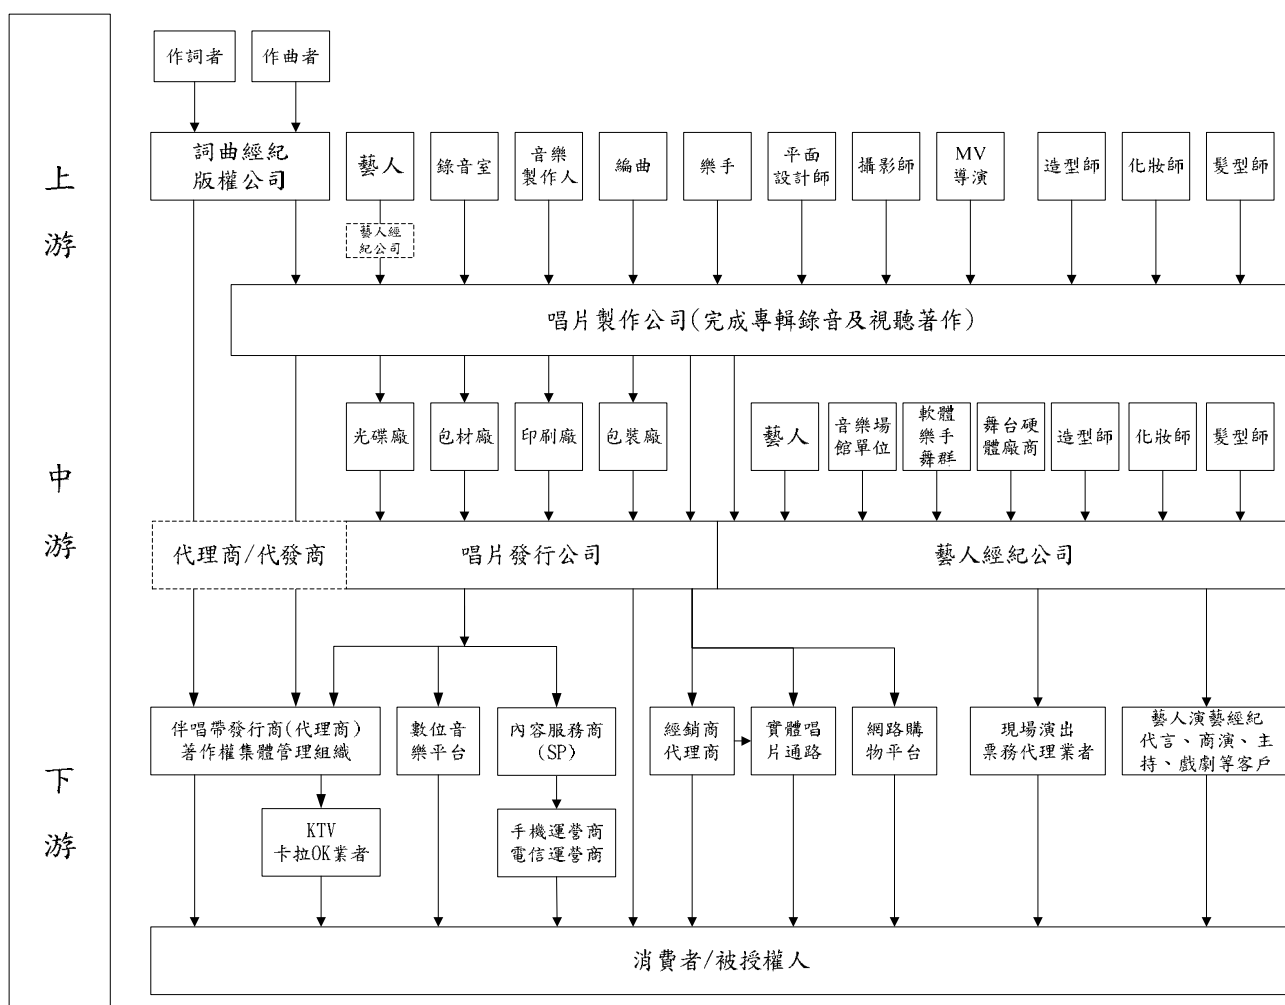 上
游
中
游
下
游
作詞者
作曲者
詞曲經紀
版權公司
藝人
藝人經
紀公司
錄音室
音樂
製作人
編曲
樂手
平面
設計師
攝影師
MV
導演
造型師
化妝師
髮型師
唱片製作公司(完成專輯錄音及視聽著作)
光碟廠
包材廠
印刷廠
包裝廠
藝人
音樂場
館單位
軟體
樂手
舞群
舞台硬
體廠商
造型師
化妝師
髮型師
代理商/代發商
唱片發行公司
藝人經紀公司
伴唱帶發行商(代理商)
著作權集體管理組織
數位音
樂平台
內容服務商
(SP)
經銷商
代理商
實體唱
片通路
網路購
物平台
現場演出
票務代理業者
藝人演藝經紀
代言、商演、主
持、戲劇等客戶
KTV
卡拉OK業者
手機運營商
電信運營商
消費者/被授權人